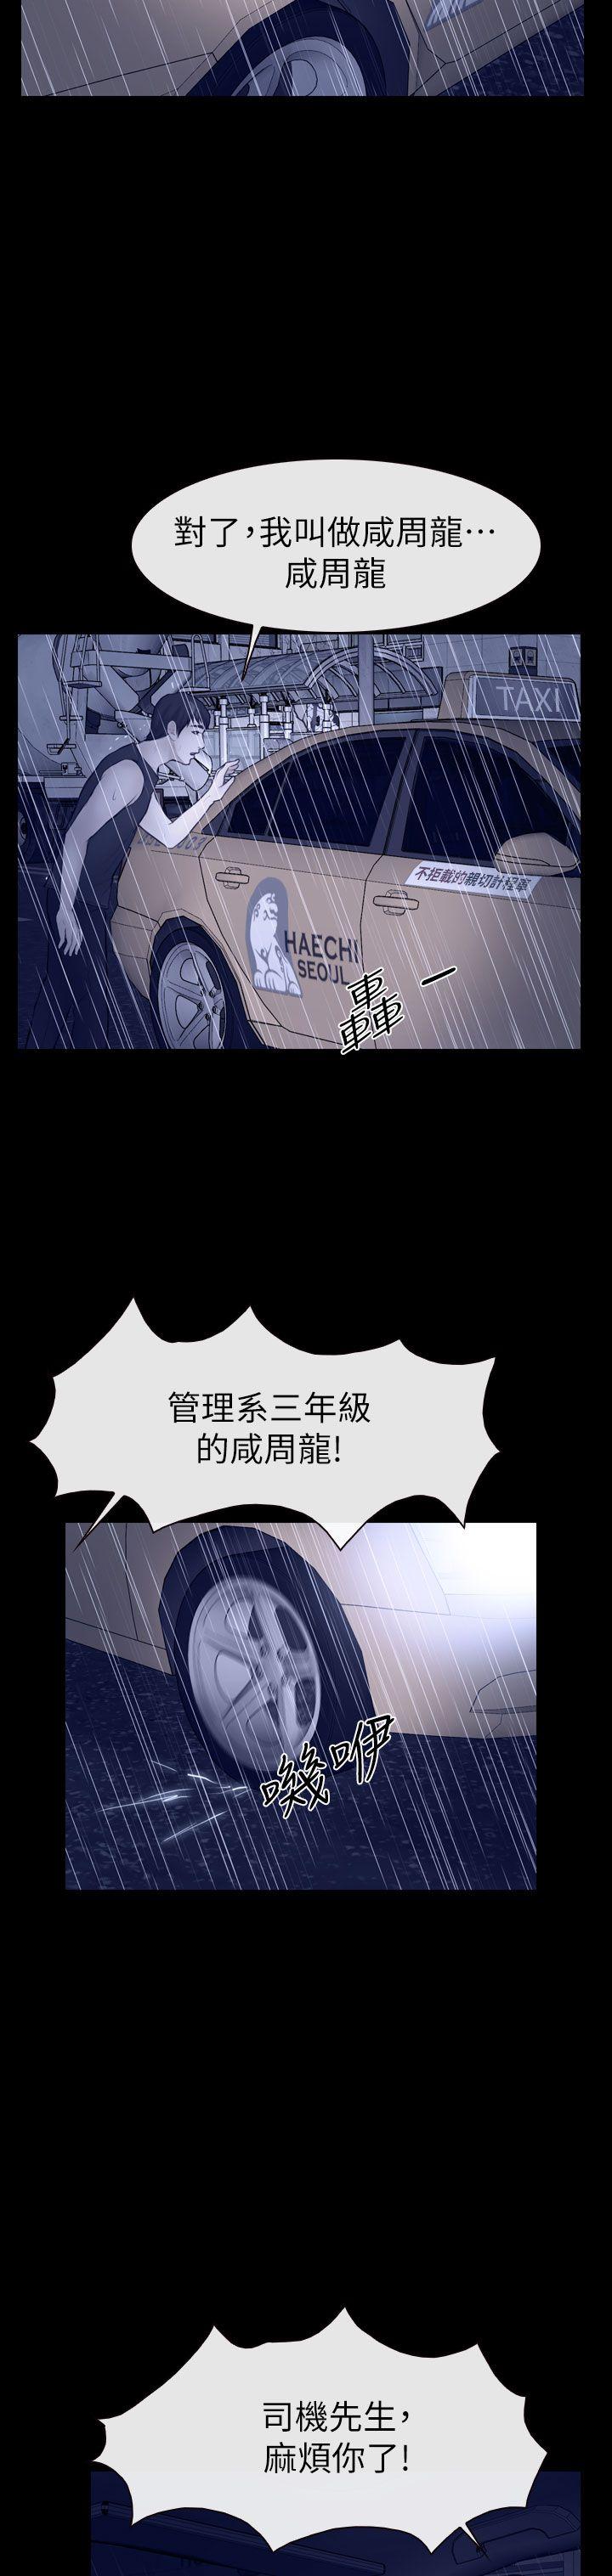 對了，我叫做咸周龍⋯
咸周龍
TAXI
不拒載的親切計程車
HAECHI
SEOUL
轟—
管理系三年級
的咸周龍！
嘰咿
司機先生，
麻煩你了！